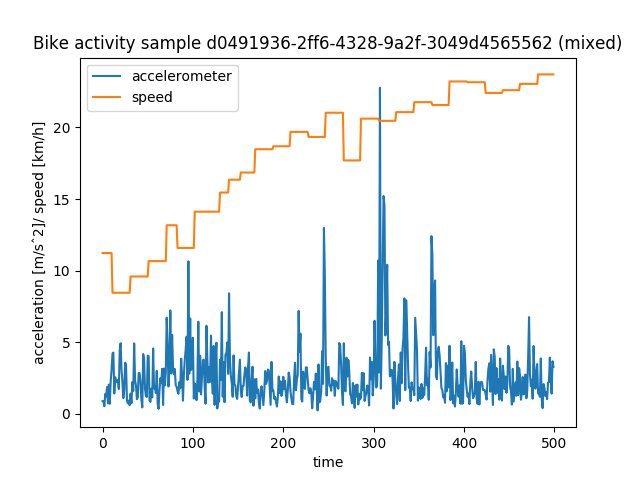 Bike activity sample d0491936-2ff6-4328-9a2f-3049d4565562 (mixed)
accelerometer
speed
acceleration [m/s^2]/ speed [km/h]
20
15
10
5
0
0 100 200 300 400 500
time